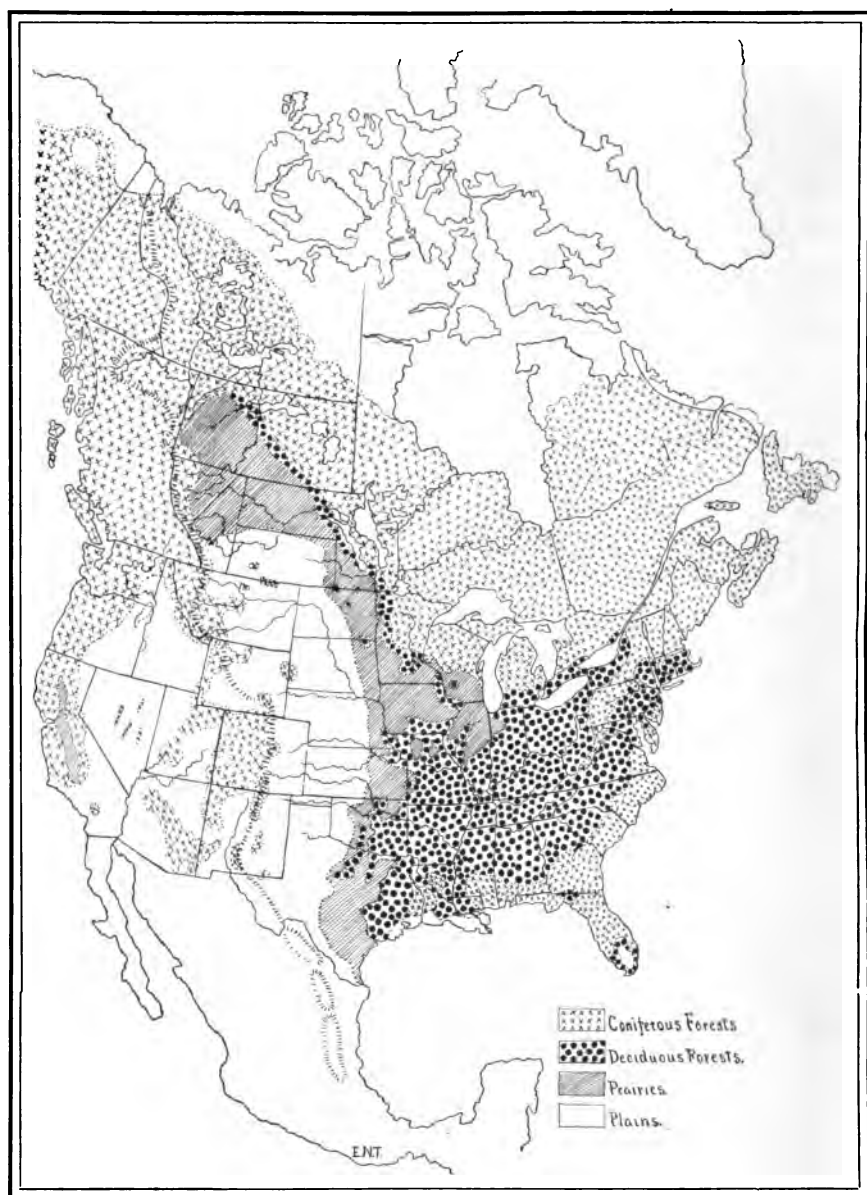 Coniferous Forests
Deciduous Forests.
Prairies.
Plains.
E.N.T.